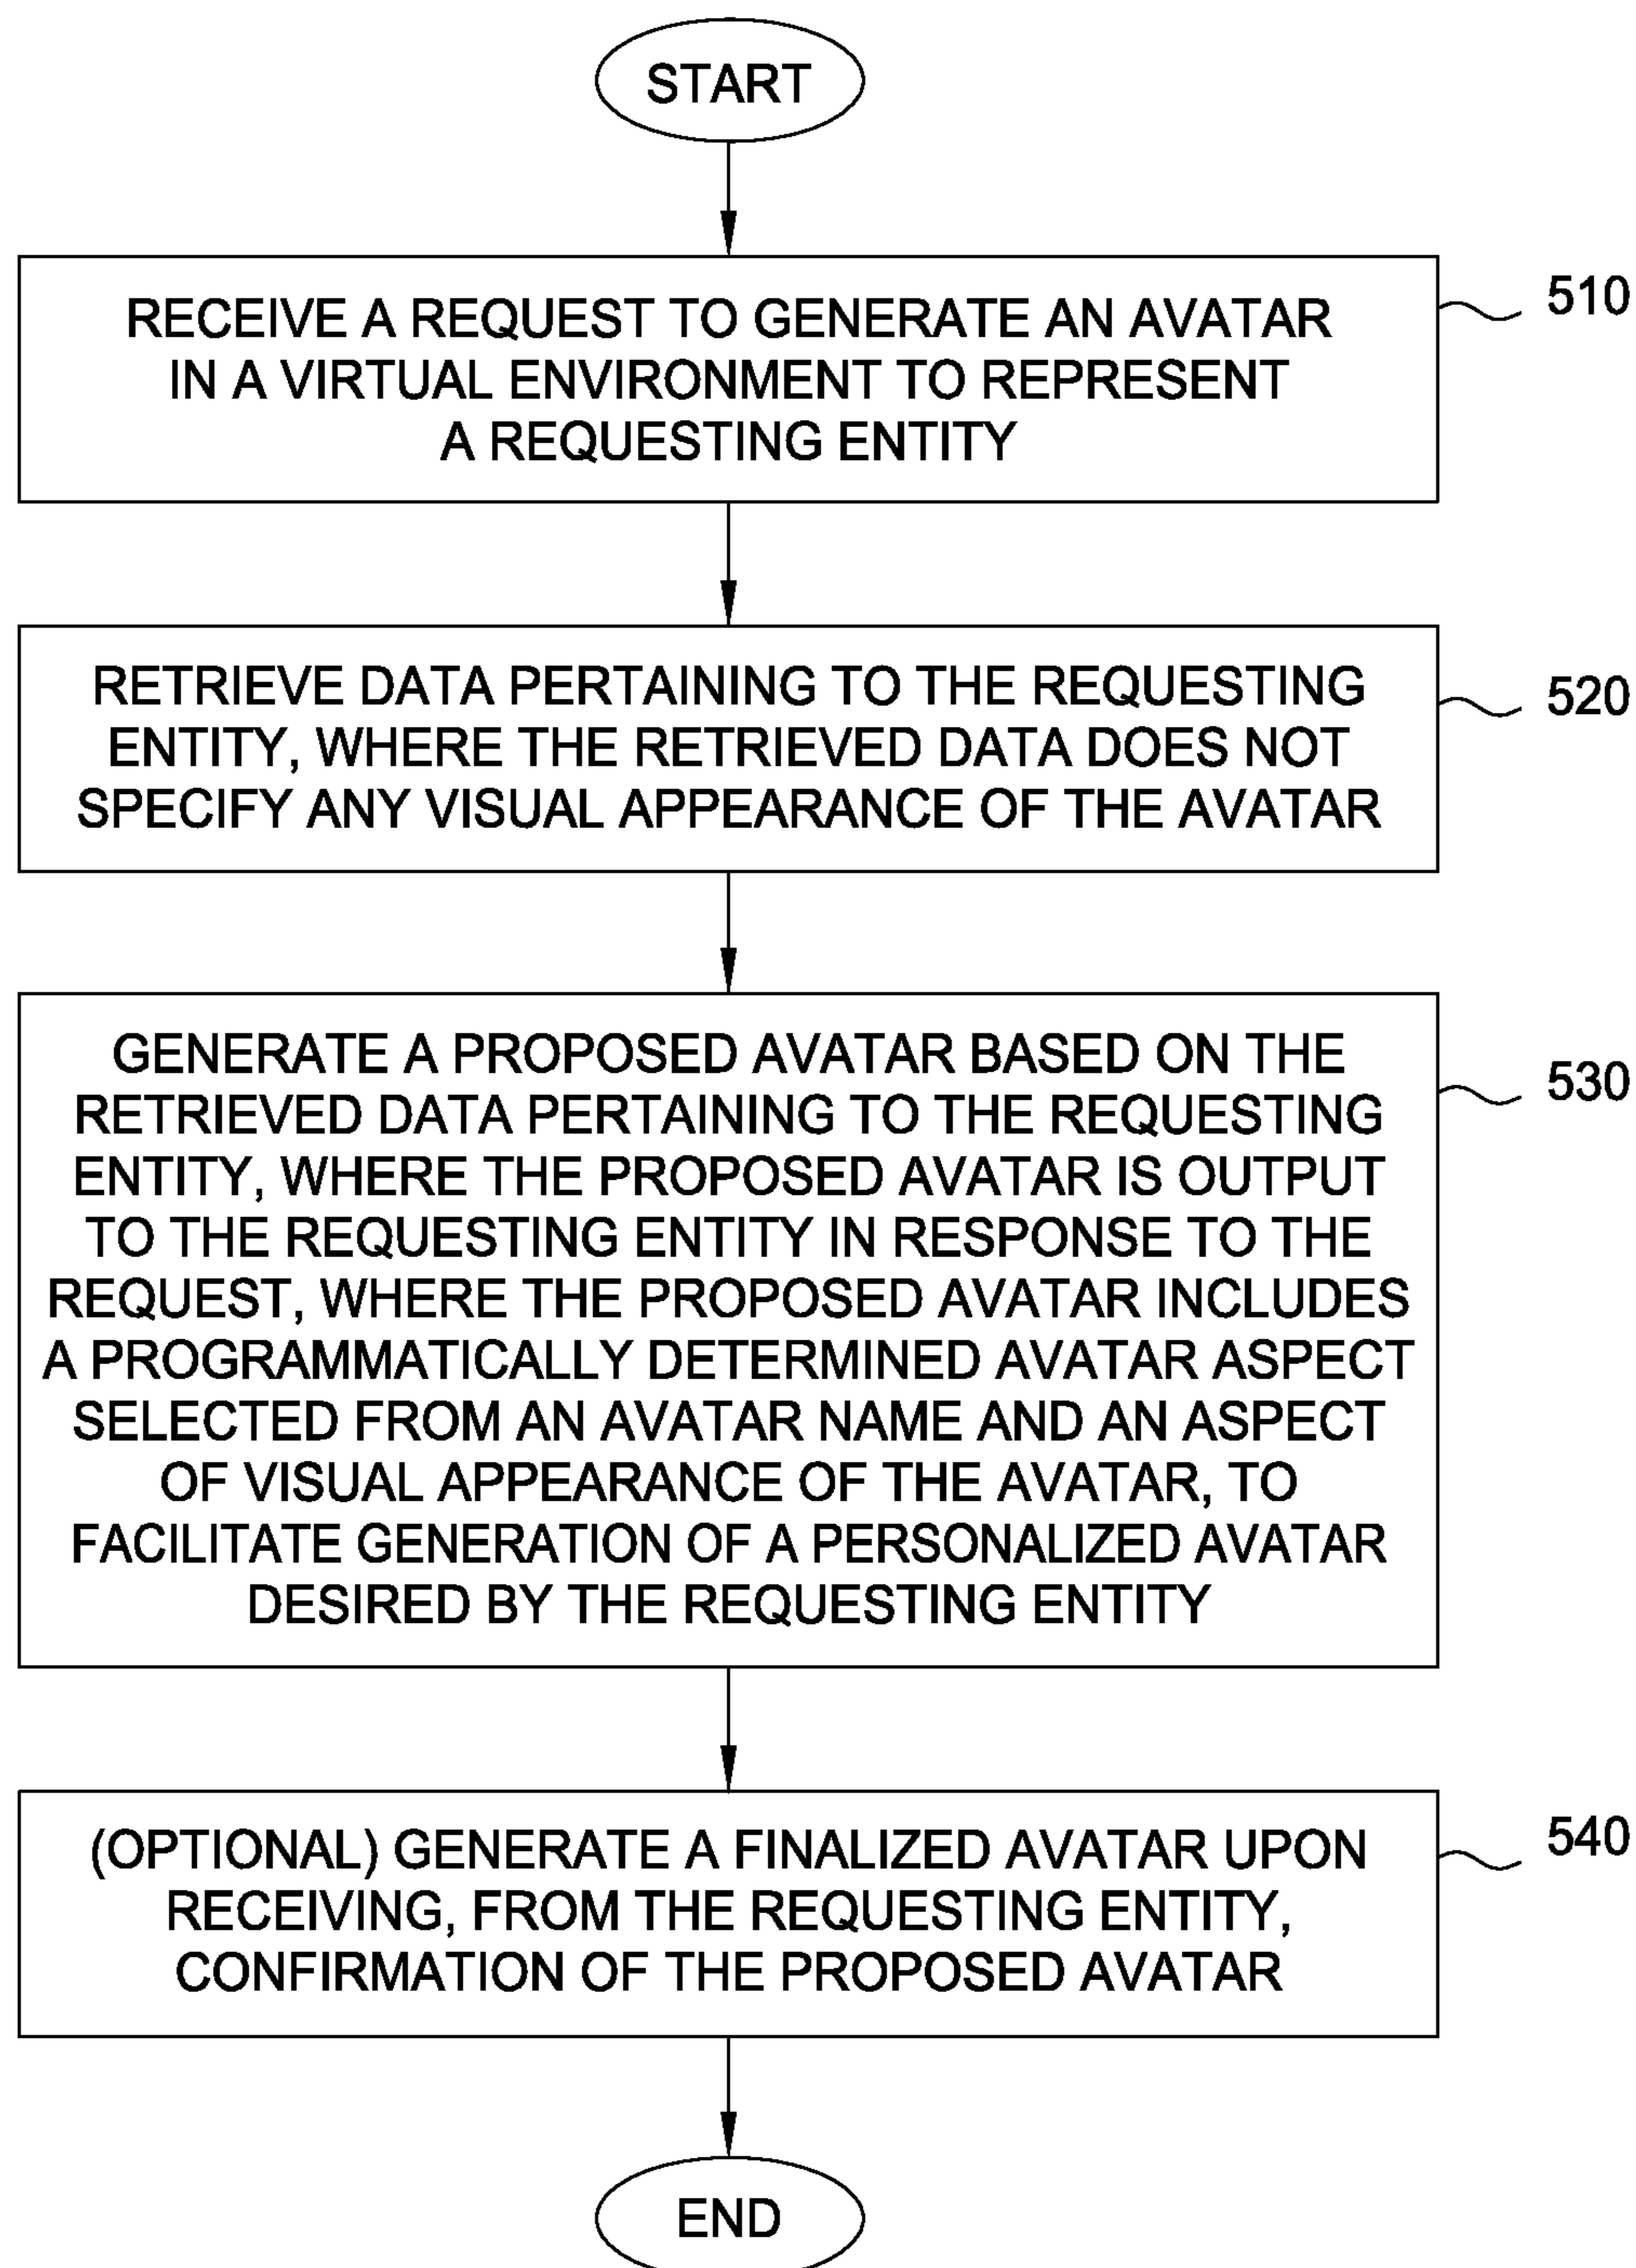 START
RECEIVE A REQUEST TO GENERATE AN AVATAR
IN A VIRTUAL ENVIRONMENT TO REPRESENT
A REQUESTING ENTITY
510
RETRIEVE DATA PERTAINING TO THE REQUESTING
ENTITY, WHERE THE RETRIEVED DATA DOES NOT
SPECIFY ANY VISUAL APPEARANCE OF THE AVATAR
520
GENERATE A PROPOSED AVATAR BASED ON THE
RETRIEVED DATA PERTAINING TO THE REQUESTING
ENTITY, WHERE THE PROPOSED AVATAR IS OUTPUT
TO THE REQUESTING ENTITY IN RESPONSE TO THE
REQUEST, WHERE THE PROPOSED AVATAR INCLUDES
A PROGRAMMATICALLY DETERMINED AVATAR ASPECT
SELECTED FROM AN AVATAR NAME AND AN ASPECT
OF VISUAL APPEARANCE OF THE AVATAR, TO
FACILITATE GENERATION OF A PERSONALIZED AVATAR
DESIRED BY THE REQUESTING ENTITY
530
(OPTIONAL) GENERATE A FINALIZED AVATAR UPON
RECEIVING, FROM THE REQUESTING ENTITY,
CONFIRMATION OF THE PROPOSED AVATAR
540
END